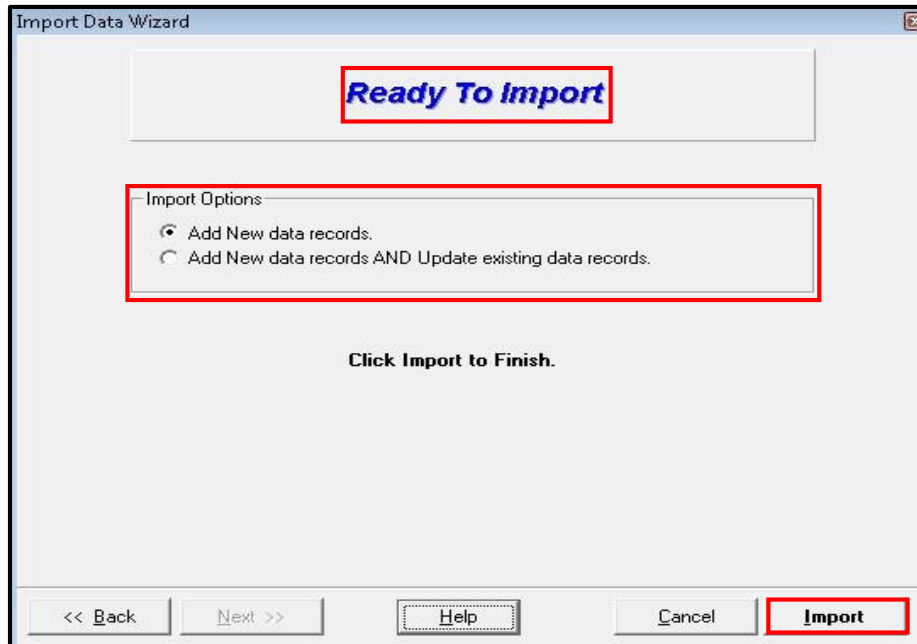 Import Data Wizard
Ready To Import
Import Options
Add New data records.
Add New data records AND Update existing data records.
Click Import to Finish.
<< Back
Next >>
Help
Cancel
Import